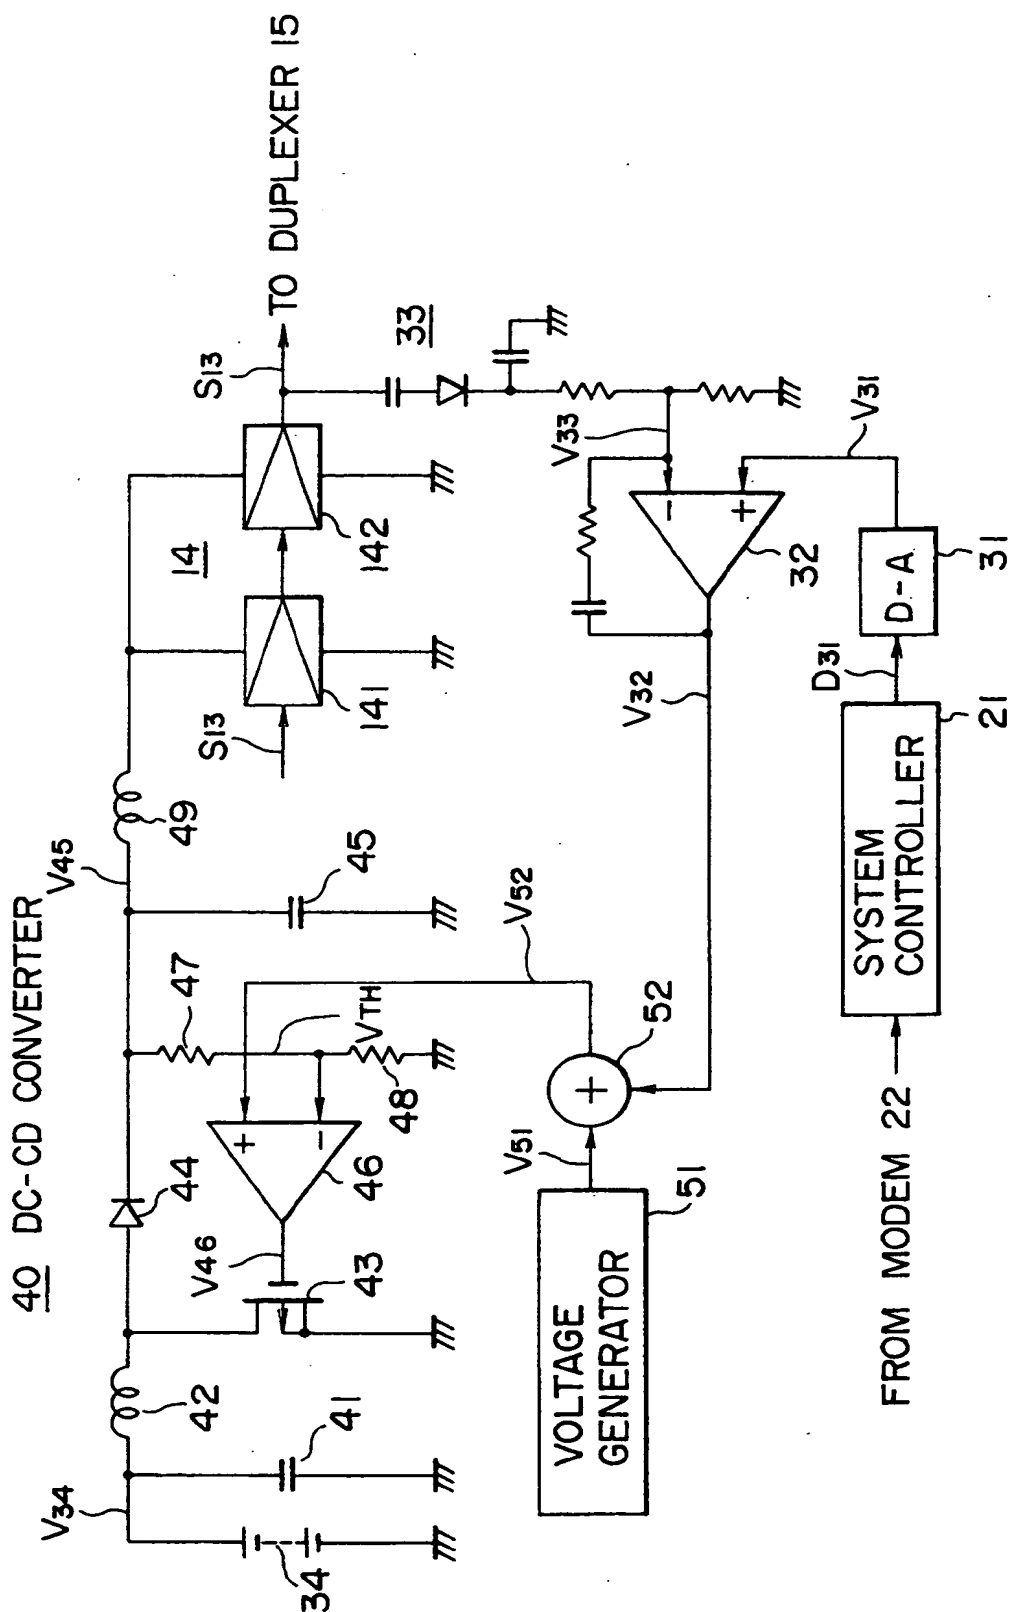 40 DC-CD CONVERTER
V34
V45
42
44
47
49
14
S13
S13
TO DUPLEXER 15
34
41
V46
43
46
+
-
VTH
48
45
141
142
33
V52
V33
V51
52
+
V32
-
+
32
V31
VOLTAGE
GENERATOR
51
FROM MODEM 22
SYSTEM
CONTROLLER
21
D31
D-A
31